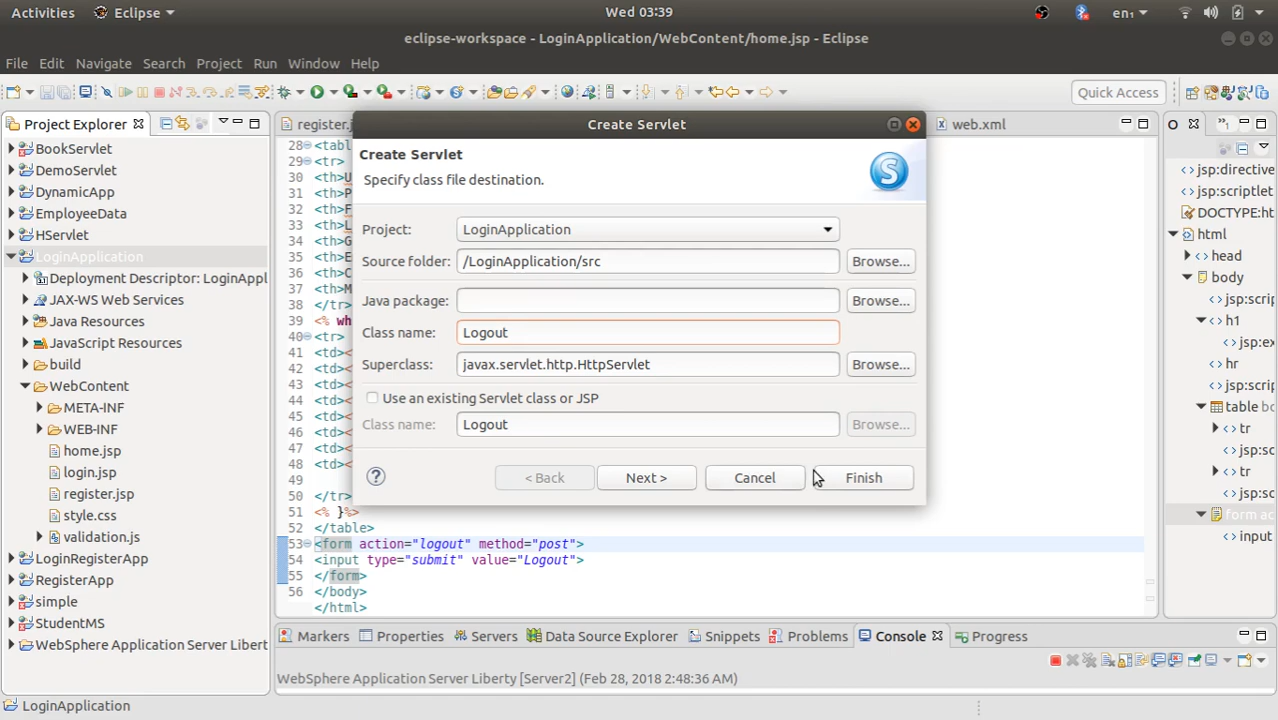 Activities Eclipse Wed 03:39 en₁
eclipse-workspace - LoginApplication/WebContent/home.jsp - Eclipse
File Edit Navigate Search Project Run Window Help
Quick Access
Project Explorer
BookServlet
DemoServlet
DynamicApp
EmployeeData
HServlet
LoginApplication
Deployment Descriptor: LoginAppl
JAX-WS Web Services
Java Resources
JavaScript Resources
build
WebContent
META-INF
WEB-INF
home.jsp
login.jsp
register.jsp
style.css
validation.js
LoginRegisterApp
RegisterApp
simple
StudentMS
WebSphere Application Server Libert
register.j
web.xml
28 <tabl
29 <tr>
30 <th>U
31 <th>P
32 <th>F
33 <th>L
34 <th>G
35 <th>E
36 <th>C
37 <th>M
38 </tr>
39 <% wh
40 <tr>
41 <td><
42 <td><
43 <td><
44 <td><
45 <td><
46 <td><
47 <td><
48 <td><
49
50 </tr>
51 <% }%>
52 </table>
53 <form action="logout" method="post">
54 <input type="submit" value="Logout">
55 </form>
56 </body>
</html>
Create Servlet
Create Servlet
Specify class file destination.
S
Project: LoginApplication
Source folder: /LoginApplication/src Browse...
Java package: Browse...
Class name: Logout
Superclass: javax.servlet.http.HttpServlet Browse...
Use an existing Servlet class or JSP
Class name: Logout Browse...
? < Back Next > Cancel Finish
O
jsp:directive
jsp:scriptlet
DOCTYPE:ht
html
head
body
jsp:s
h1
jsp:ex
hr
table b
tr
jsp:sc
tr
jsp:sc
form ac
input
Markers Properties Servers Data Source Explorer Snippets Problems Console Progress
WebSphere Application Server Liberty [Server2] (Feb 28, 2018 2:48:36 AM)
LoginApplication